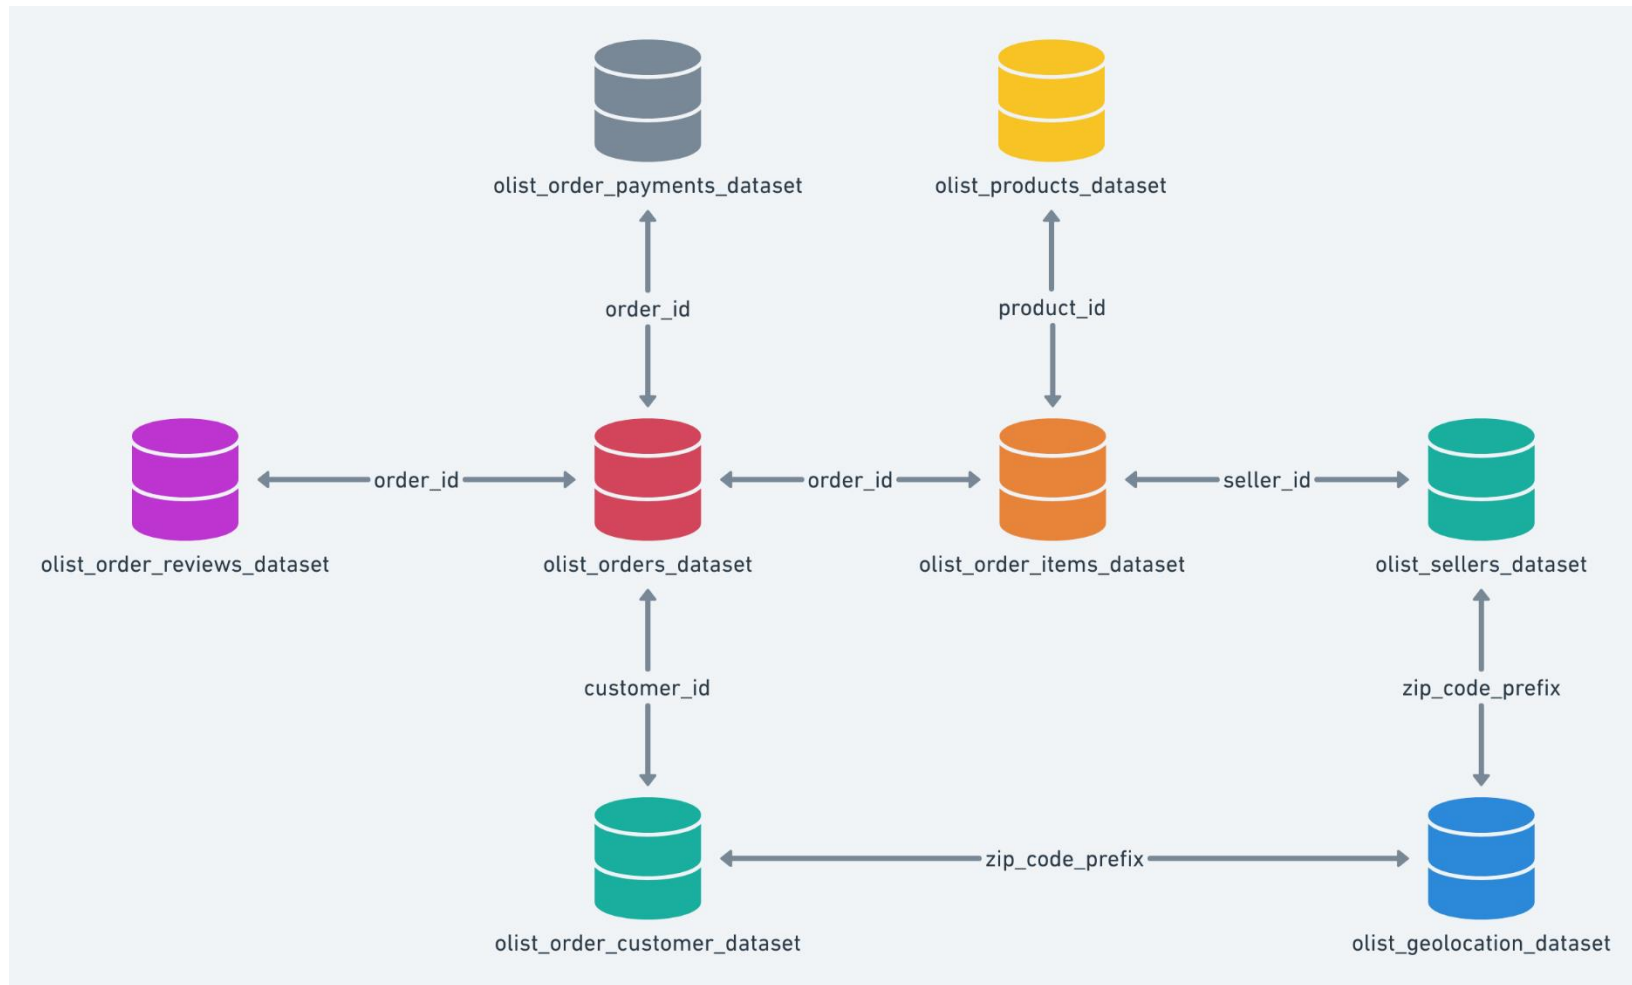 olist_order_payments_dataset
olist_products_dataset
order_id
product_id
order_id
order_id
seller_id
olist_order_reviews_dataset
olist_orders_dataset
olist_order_items_dataset
olist_sellers_dataset
customer_id
zip_code_prefix
zip_code_prefix
olist_order_customer_dataset
olist_geolocation_dataset